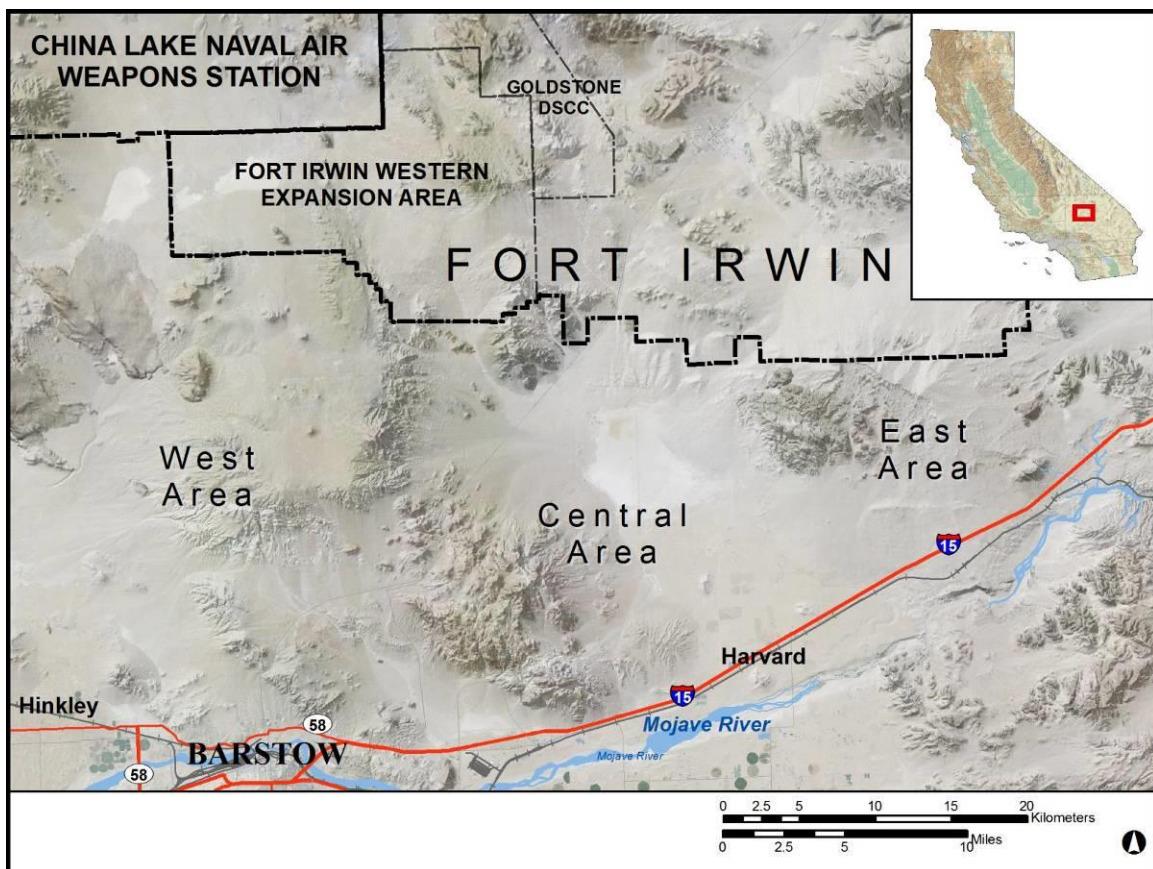 CHINA LAKE NAVAL AIR
WEAPONS STATION
GOLDSTONE
DSCC
FORT IRWIN WESTERN
EXPANSION AREA
FORT IRWIN
West
Area
Central
Area
East
Area
15
Harvard
15
Mojave River
Mojave River
Hinkley
58
BARSTOW
58
0 2.5 5 10 15 20
Kilometers
0 2.5 5 10
Miles